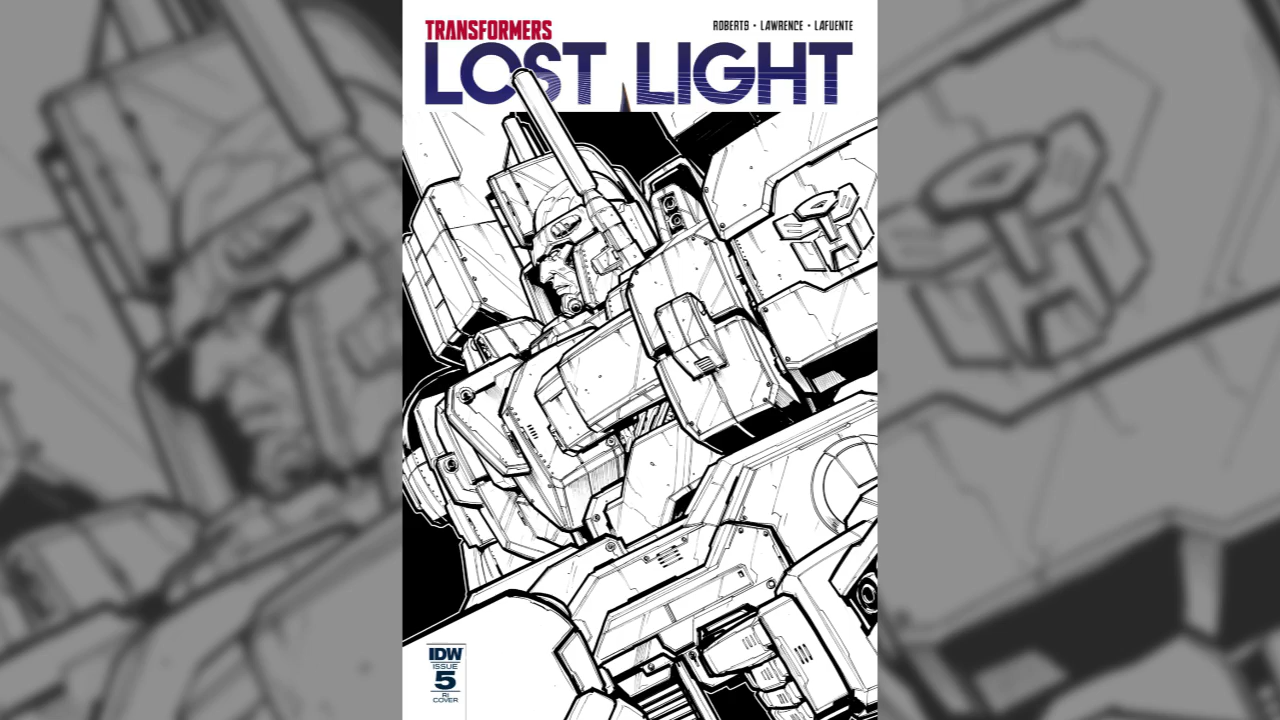 TRANSFORMERS
ROBERTS • LAWRENCE • LAFUENTE
LOST LIGHT
IDW
ISSUE
5
RI
COVER